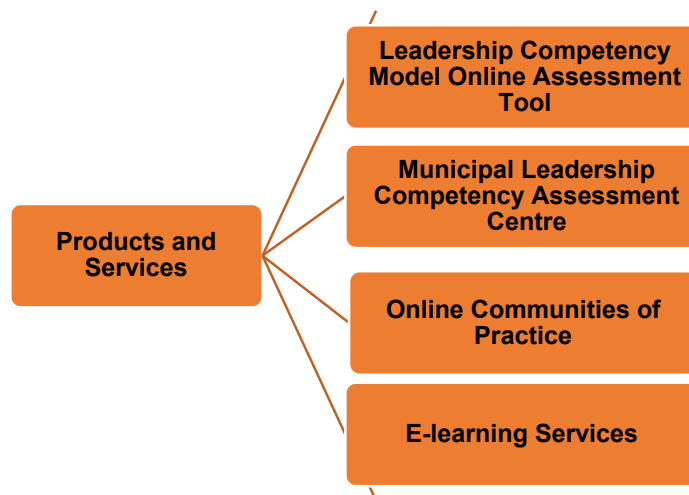 Leadership Competency
Model Online Assessment
Tool
Municipal Leadership
Competency Assessment
Centre
Products and
Services
Online Communities of
Practice
E-learning Services